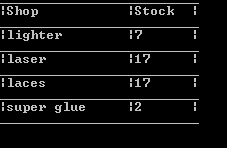 ¦Shop ¦Stock ¦
¦lighter ¦7 ¦
¦laser ¦17 ¦
¦laces ¦17 ¦
¦super glue ¦2 ¦